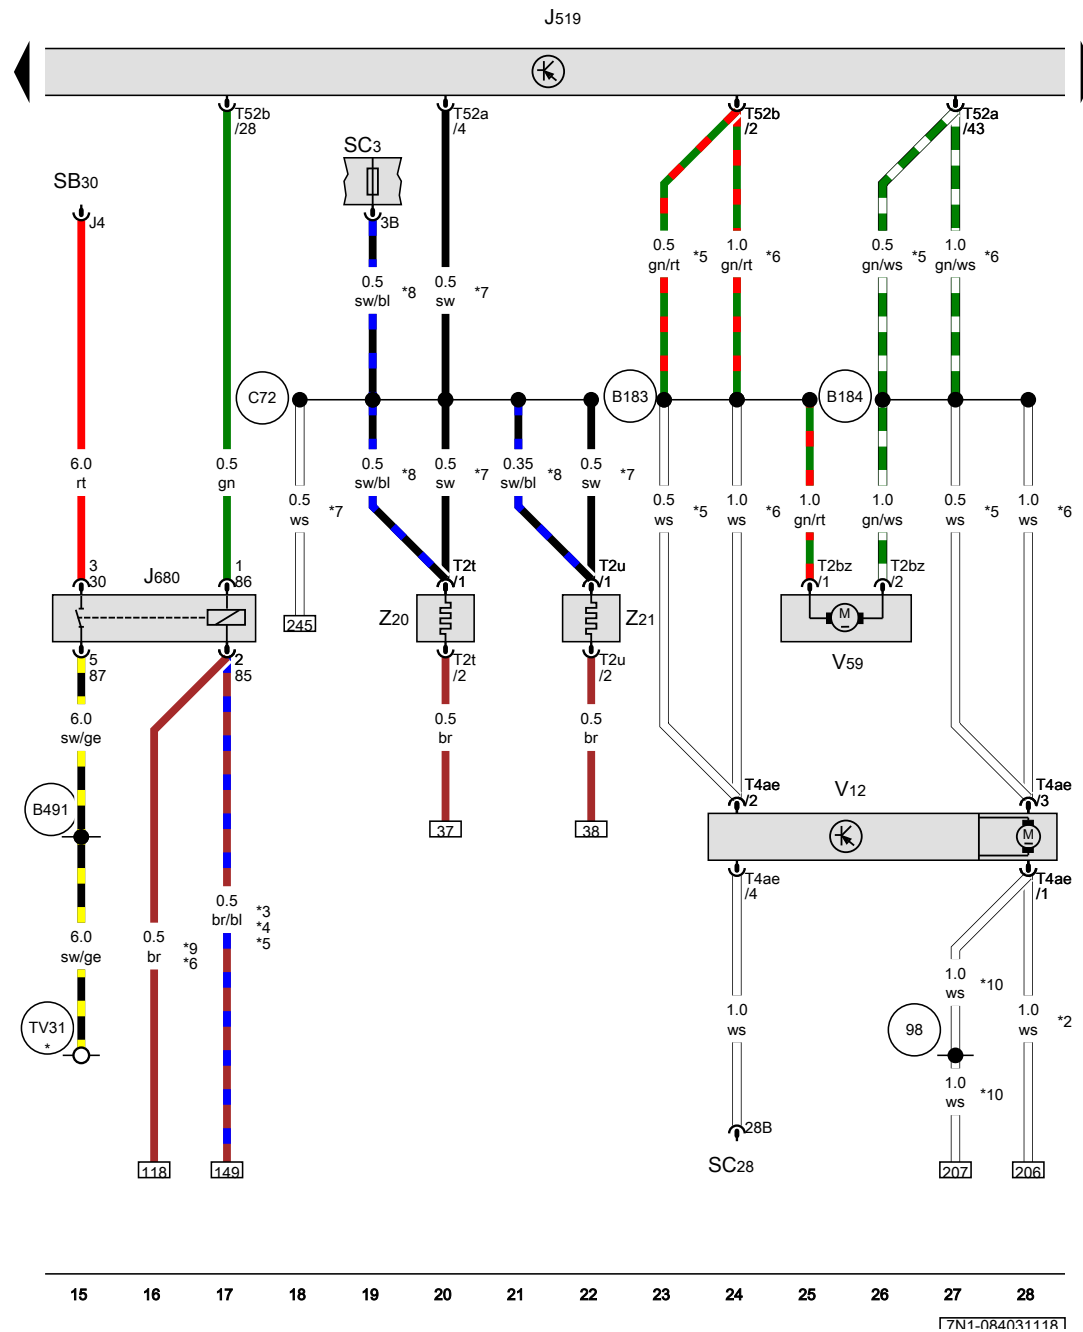 J519
T52b
/28
T52a
/4
T52b
/2
T52a
/43
SC3
3B
SB30
J4
0.5
gn/rt
*5
1.0
gn/rt
*6
0.5
gn/ws
*5
1.0
gn/ws
*6
0.5
sw/bl
*8
0.5
sw
*7
C72
B183
B184
6.0
rt
0.5
gn
0.5
ws
*7
0.5
sw/bl
*8
0.5
sw
*7
0.35
sw/bl
*8
0.5
sw
*7
0.5
ws
*5
1.0
ws
*6
1.0
gn/rt
1.0
gn/ws
0.5
ws
*5
1.0
ws
*6
3
30
J680
1
86
T2t
/1
T2u
/1
T2bz
/1
T2bz
/2
245
Z20
Z21
M
V59
5
87
2
85
T2t
/2
T2u
/2
6.0
sw/ge
0.5
br
0.5
br
B491
37
38
T4ae
/2
V12
T4ae
/3
M
T4ae
/4
T4ae
/1
0.5
br/bl
*3
*4
*5
6.0
sw/ge
0.5
br
*9
*6
1.0
ws
*10
TV31
*
1.0
ws
98
1.0
ws
*2
1.0
ws
*10
28B
SC28
118
149
207
206
15 16 17 18 19 20 21 22 23 24 25 26 27 28
7N1-084031118